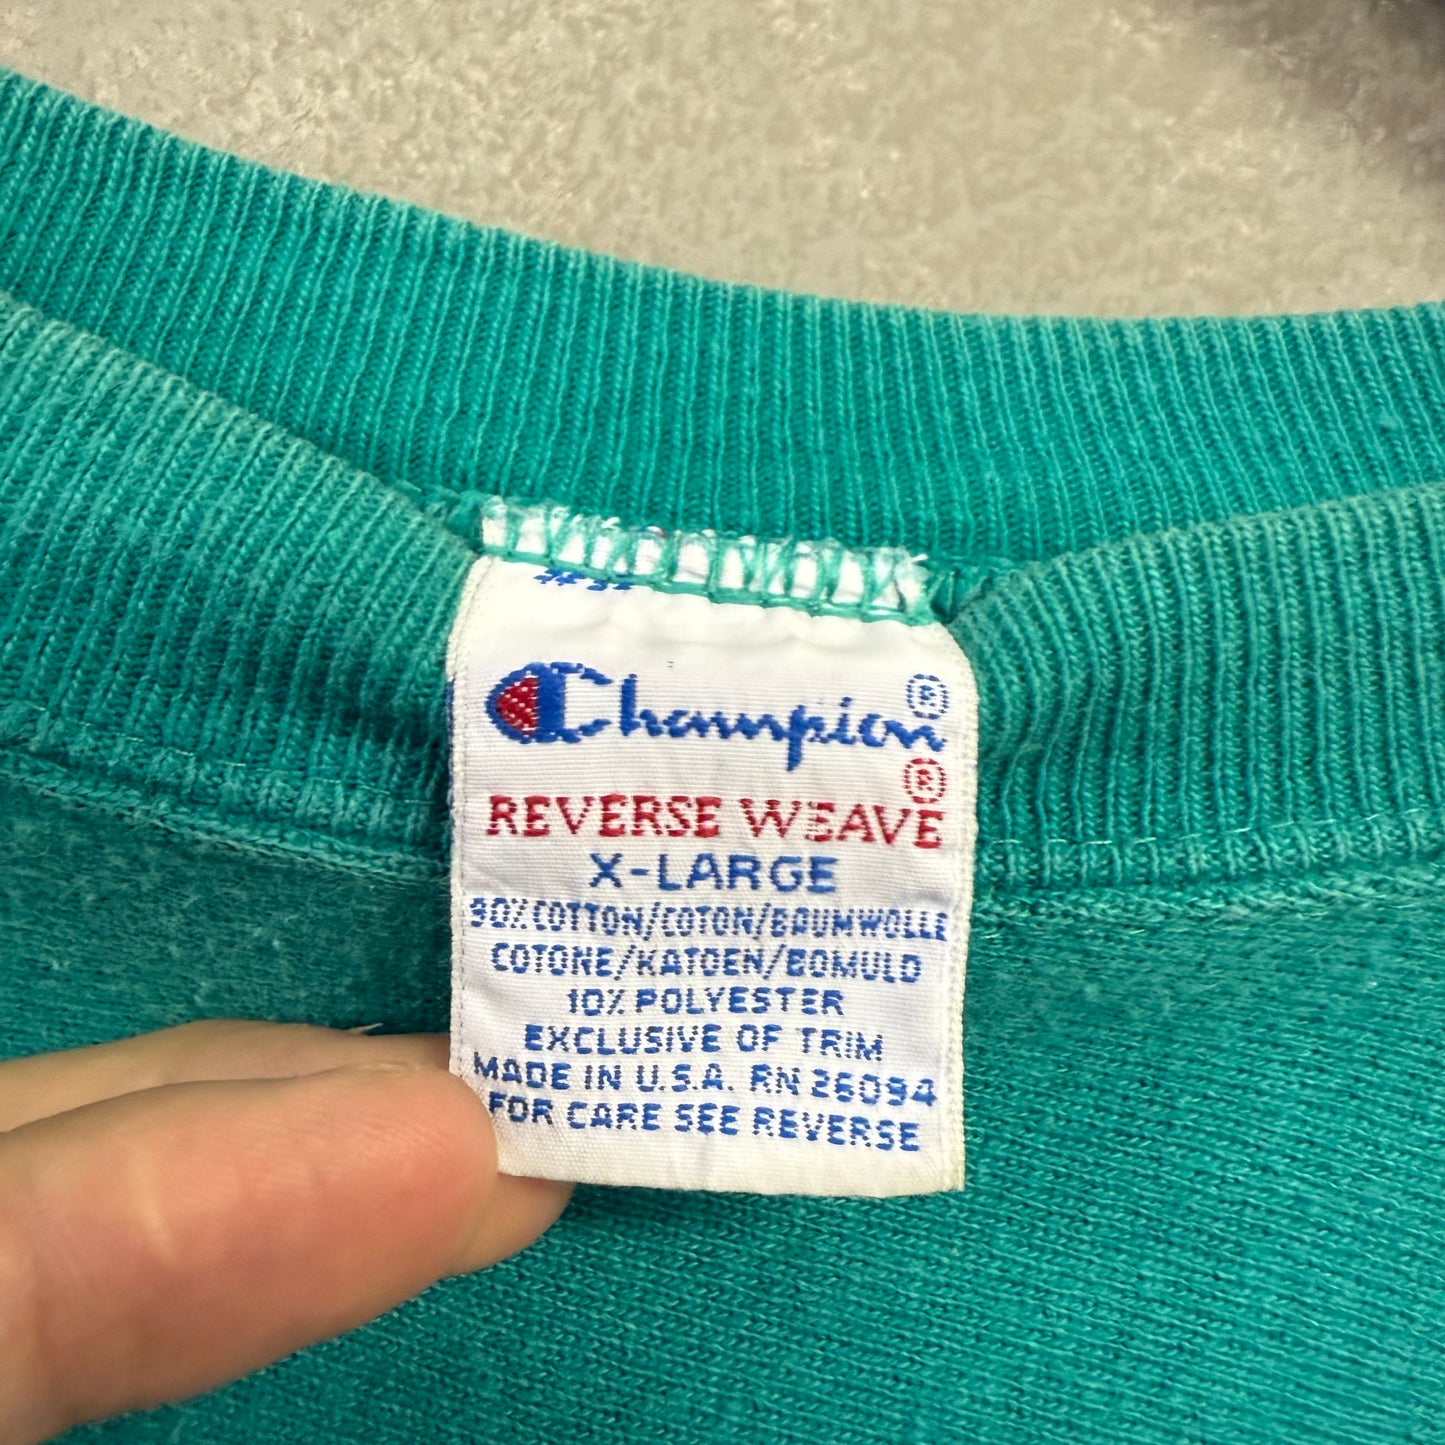 Champion®
®
REVERSE WEAVE
X-LARGE
90% COTTON/COTON/BAUMWOLLE
COTONE/KATOEN/BOMULD
10% POLYESTER
EXCLUSIVE OF TRIM
MADE IN U.S.A. RN 26094
FOR CARE SEE REVERSE